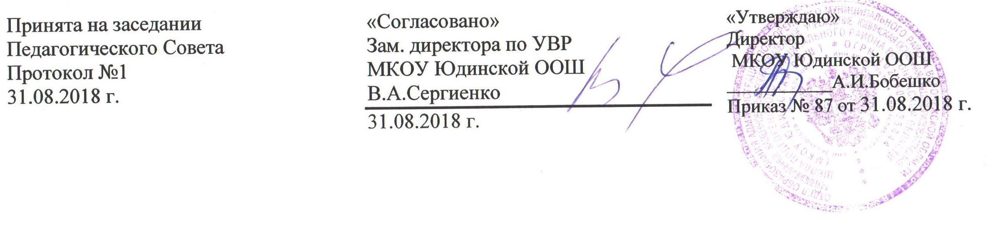 Принята на заседании
Педагогического Совета
Протокол №1
31.08.2018 г.
«Согласовано»
Зам. директора по УВР
МКОУ Юдинской ООШ
В.А.Сергиенко
31.08.2018 г.
«Утверждаю»
Директор
МКОУ Юдинской ООШ
А.И.Бобешко
Приказ № 87 от 31.08.2018 г.